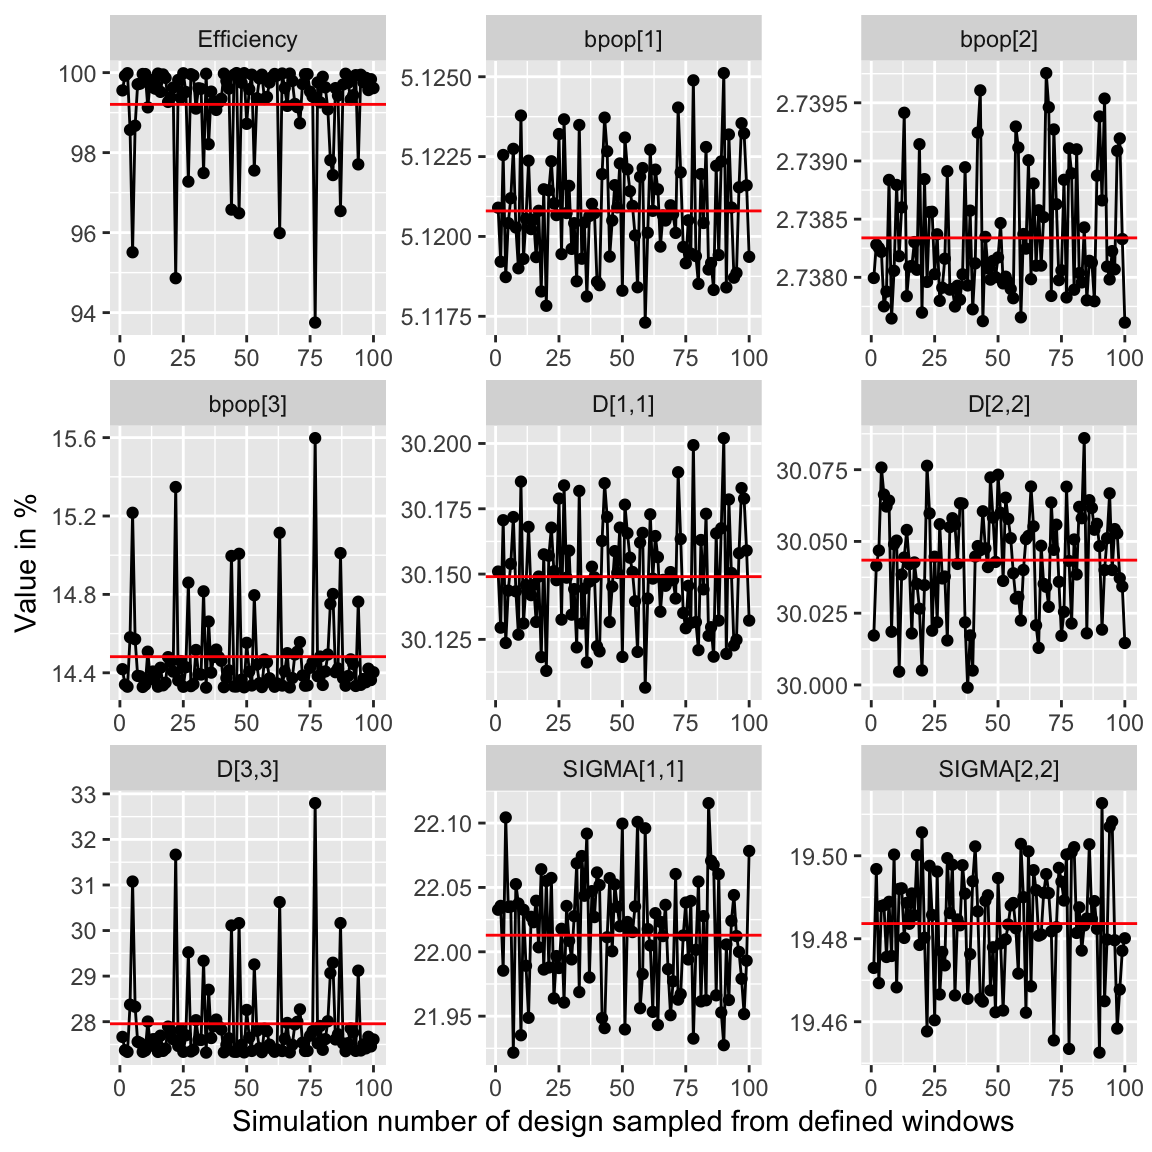 Efficiency
bpop[1]
bpop[2]
100
98
96
94
5.1250
5.1225
5.1200
5.1175
2.7395
2.7390
2.7385
2.7380
0 25 50 75 100
0 25 50 75 100
0 25 50 75 100
bpop[3]
D[1,1]
D[2,2]
15.6
15.2
14.8
14.4
30.200
30.175
30.150
30.125
30.075
30.050
30.025
30.000
0 25 50 75 100
0 25 50 75 100
0 25 50 75 100
Value in %
D[3,3]
SIGMA[1,1]
SIGMA[2,2]
33
32
31
30
29
28
22.10
22.05
22.00
21.95
19.50
19.48
19.46
0 25 50 75 100
0 25 50 75 100
0 25 50 75 100
Simulation number of design sampled from defined windows